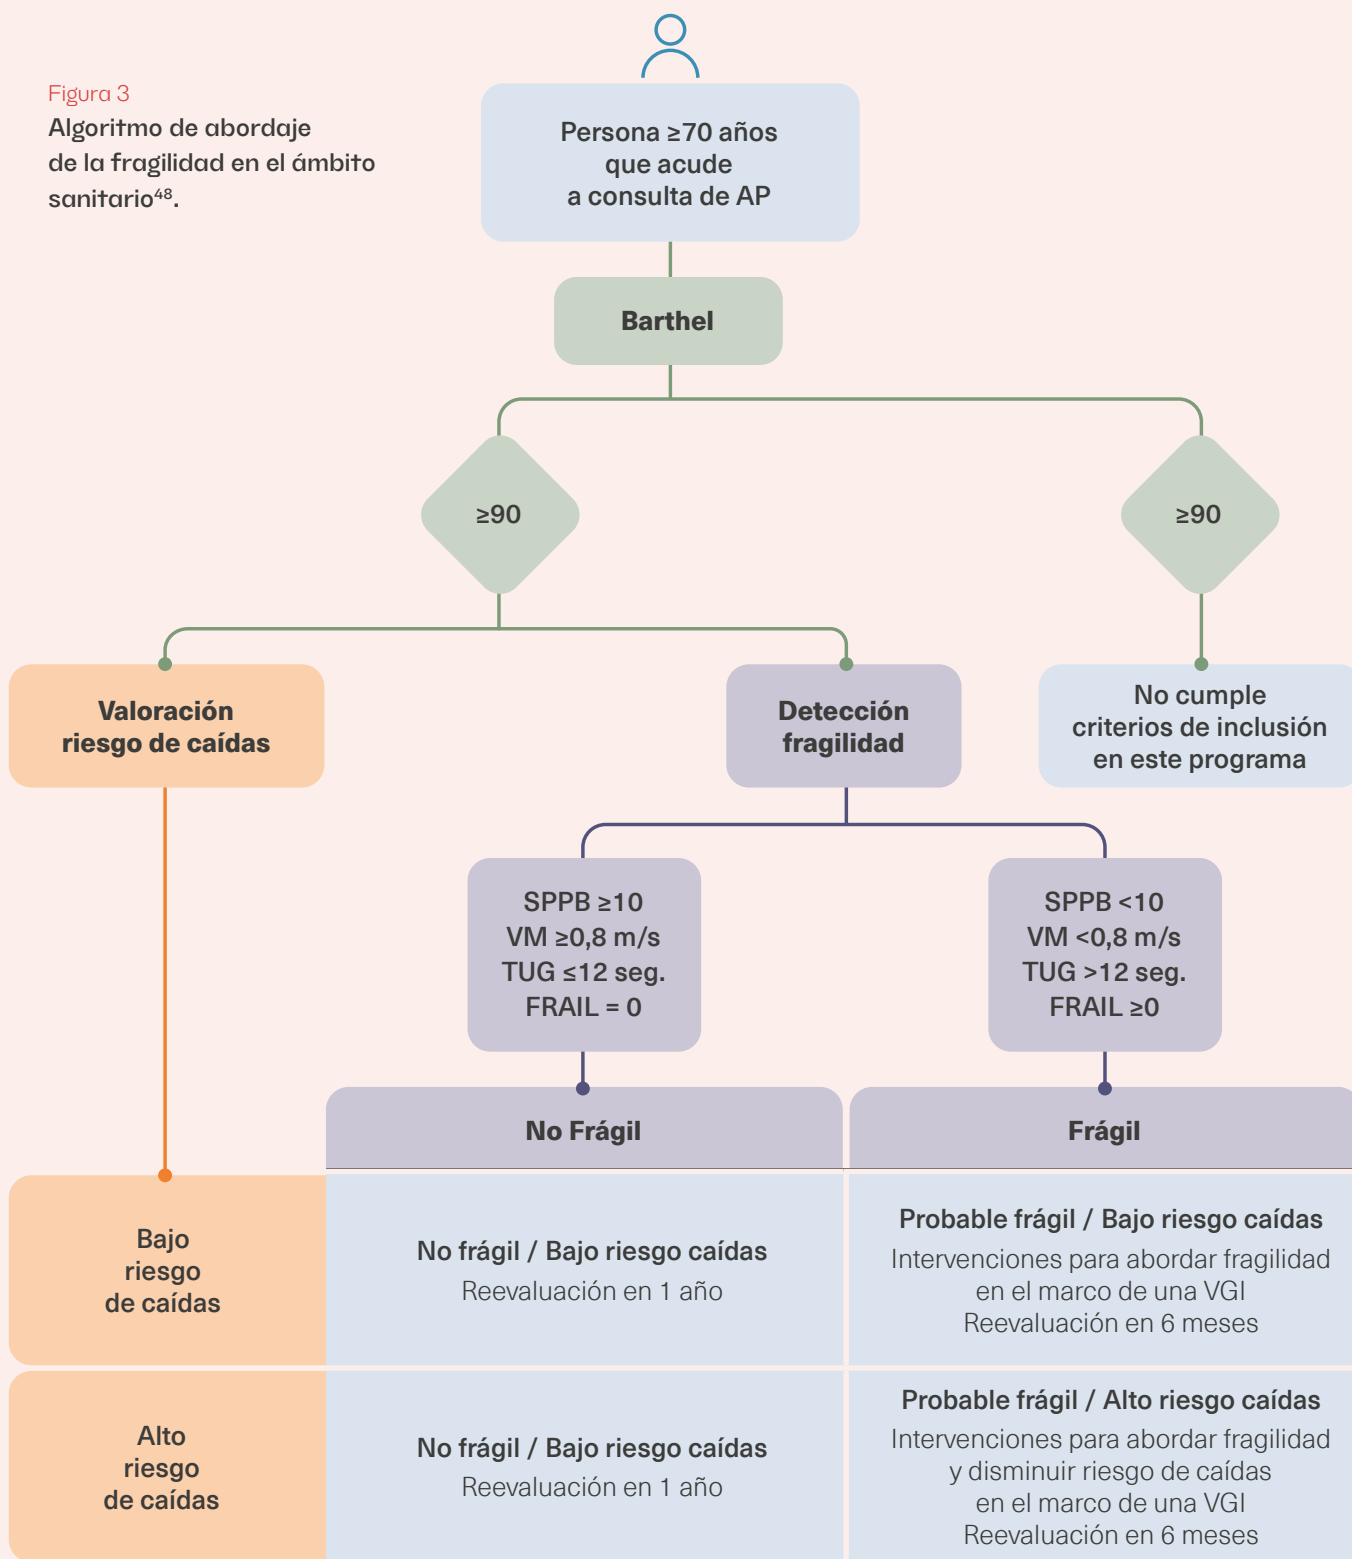 Figura 3
Algoritmo de abordaje
de la fragilidad en el ámbito
sanitario⁴⁸.
Persona ≥70 años
que acude
a consulta de AP
Barthel
≥90
≥90
Valoración
riesgo de caídas
Detección
fragilidad
No cumple
criterios de inclusión
en este programa
SPPB ≥10
VM ≥0,8 m/s
TUG ≤12 seg.
FRAIL = 0
SPPB <10
VM <0,8 m/s
TUG >12 seg.
FRAIL ≥0
No Frágil
Frágil
Bajo
riesgo
de caídas
No frágil / Bajo riesgo caídas
Reevaluación en 1 año
Probable frágil / Bajo riesgo caídas
Intervenciones para abordar fragilidad
en el marco de una VGI
Reevaluación en 6 meses
Alto
riesgo
de caídas
No frágil / Bajo riesgo caídas
Reevaluación en 1 año
Probable frágil / Alto riesgo caídas
Intervenciones para abordar fragilidad
y disminuir riesgo de caídas
en el marco de una VGI
Reevaluación en 6 meses